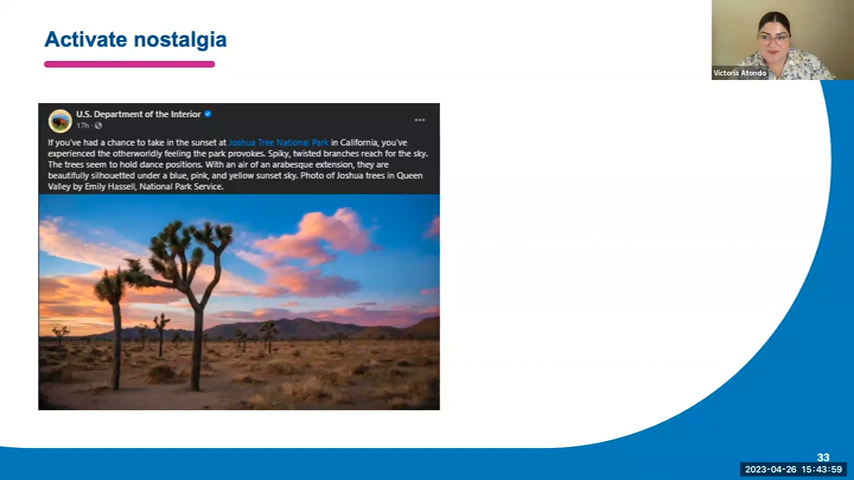 Activate nostalgia
Victoria Atondo
U.S. Department of the Interior
17h ·
If you've had a chance to take in the sunset at Joshua Tree National Park in California, you've
experienced the otherworldly feeling the park provokes. Spiky, twisted branches reach for the sky.
The trees seem to hold dance positions. With an air of an arabesque extension, they are
beautifully silhouetted under a blue, pink, and yellow sunset sky. Photo of Joshua trees in Queen
Valley by Emily Hassell, National Park Service.
33
2023-04-26 15:43:59